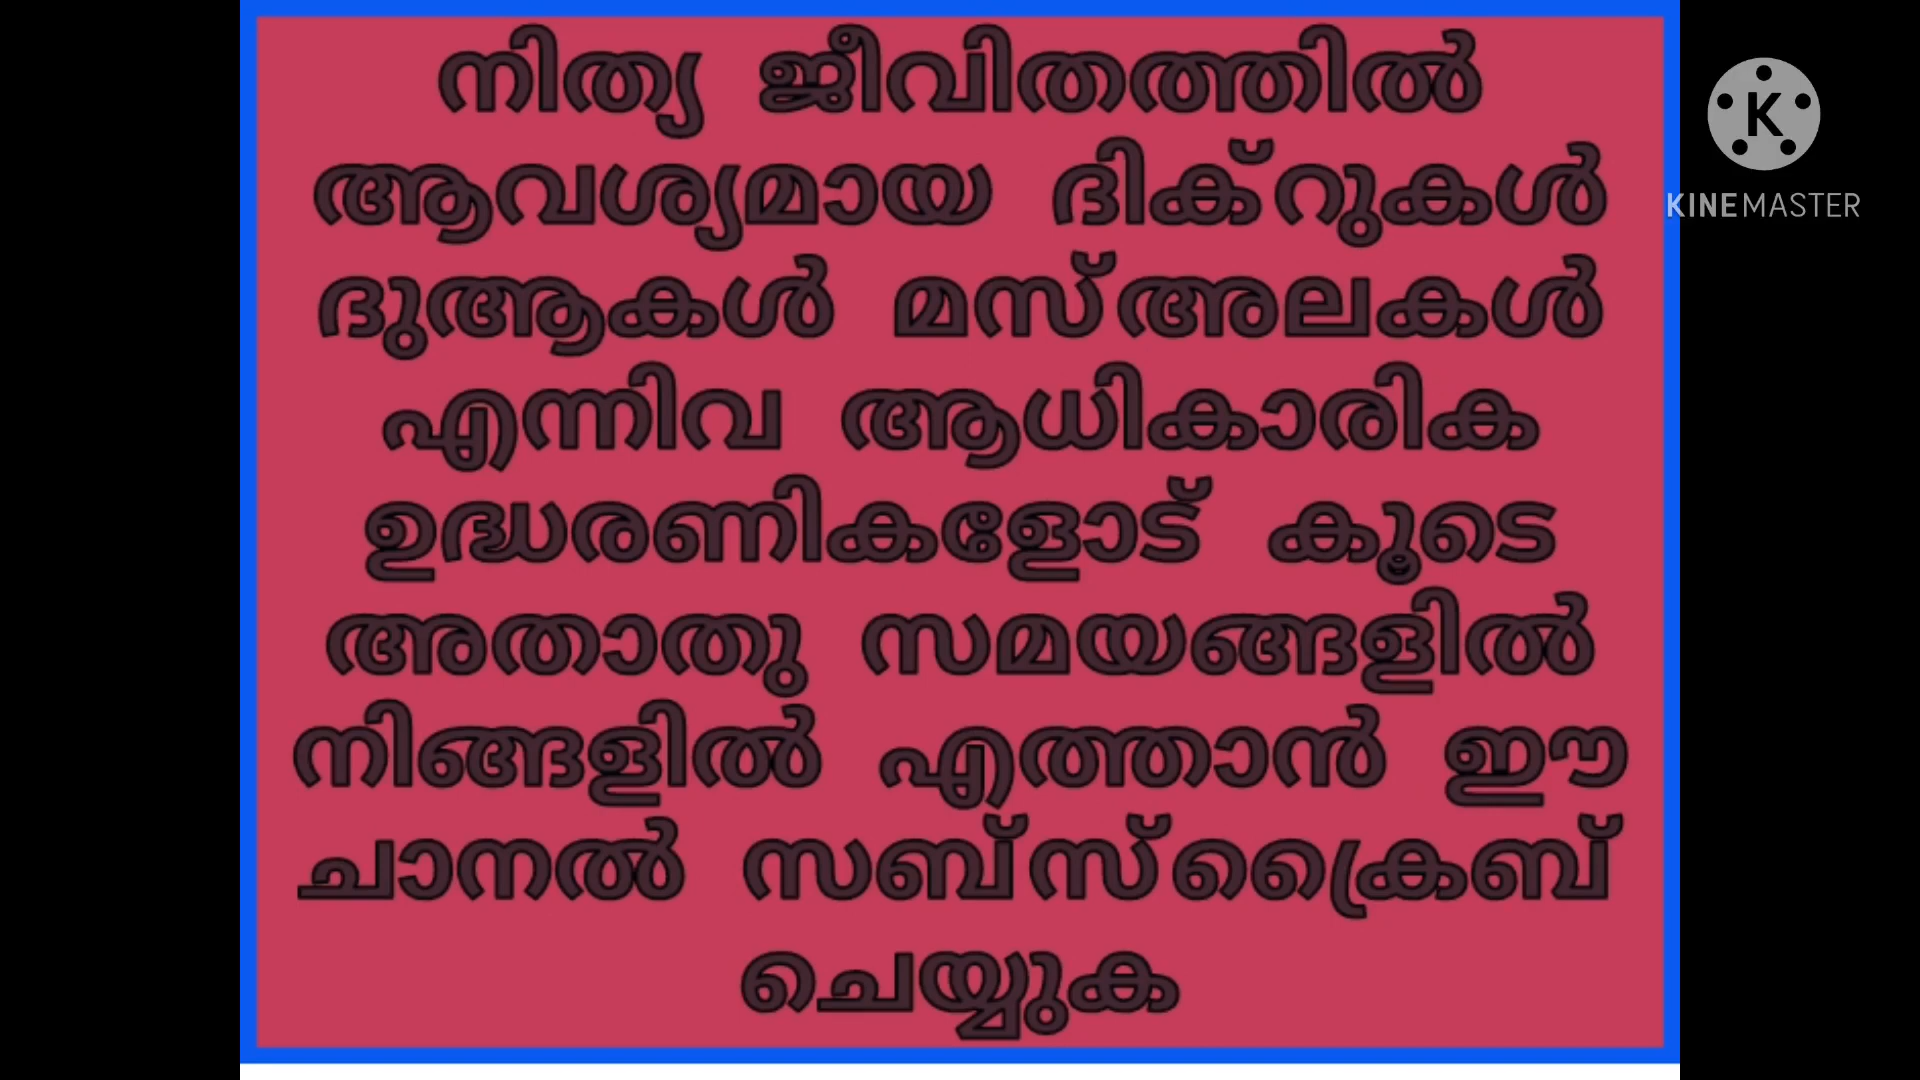 നിത്യ ജീവിതത്തിൽ
ആവശ്യമായ ദിക്റുകൾ
ദുആകൾ മസ്അലകൾ
എന്നിവ ആധികാരിക
ഉദ്ധരണികളോട് കൂടെ
അതാതു സമയങ്ങളിൽ
നിങ്ങളിൽ എത്താൻ ഈ
ചാനൽ സബ്സ്ക്രൈബ്
ചെയ്യുക
K
KINEMASTER